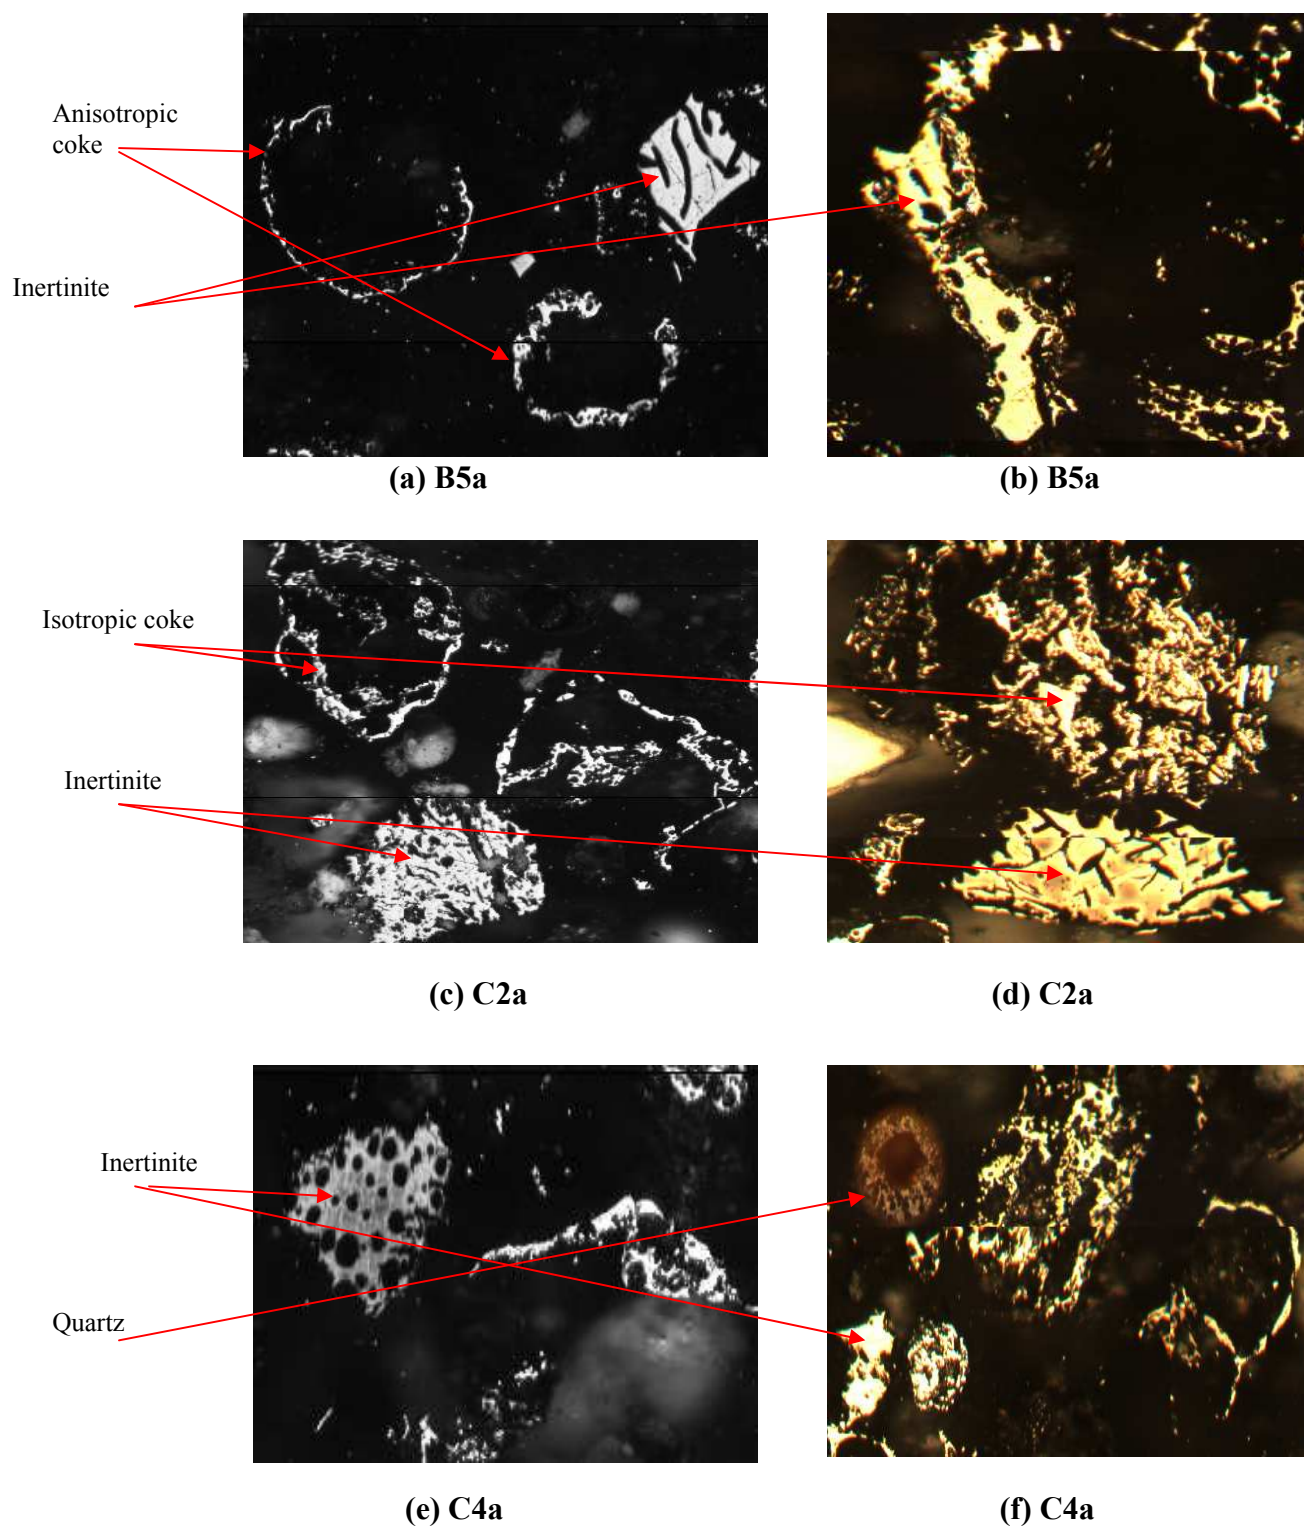 Anisotropic
coke
Inertinite
(a) B5a
(b) B5a
Isotropic coke
Inertinite
(c) C2a
(d) C2a
Inertinite
Quartz
(e) C4a
(f) C4a